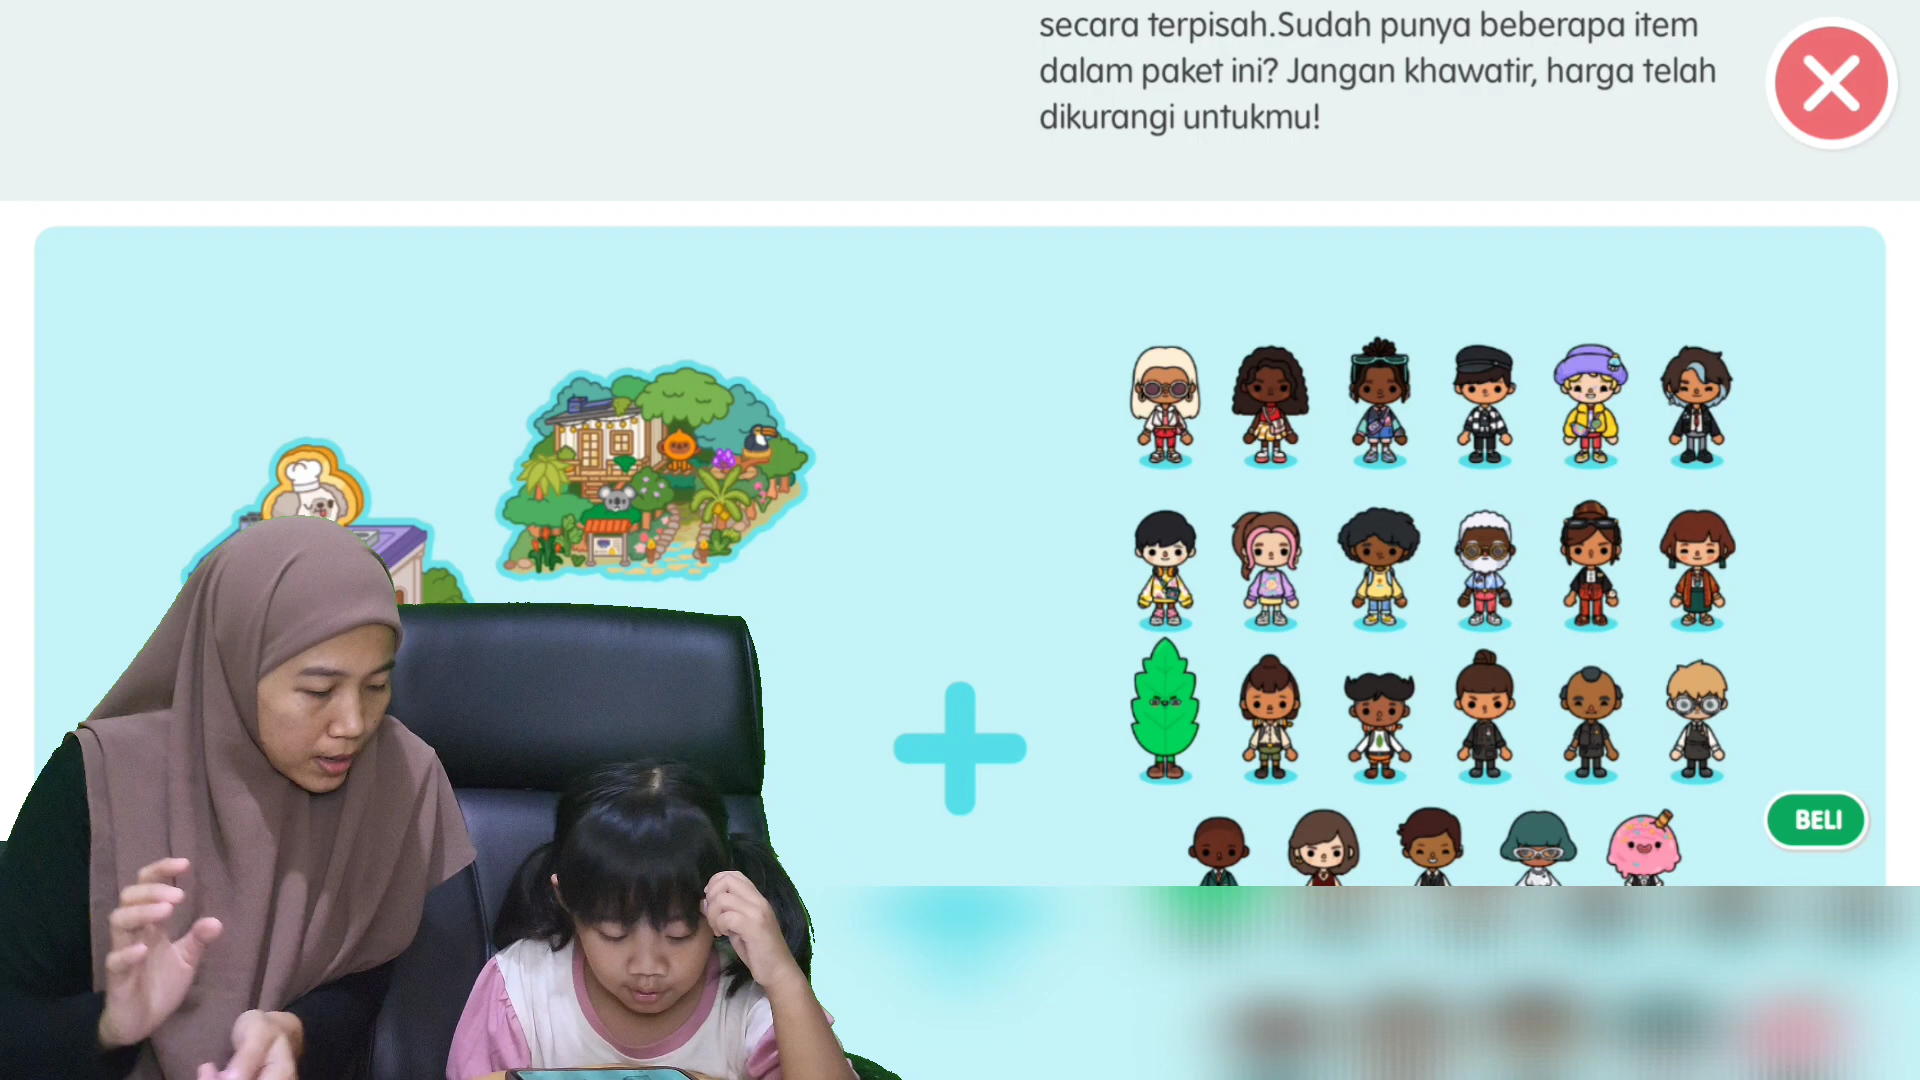 secara terpisah.Sudah punya beberapa item
dalam paket ini? Jangan khawatir, harga telah
dikurangi untukmu!
BELI